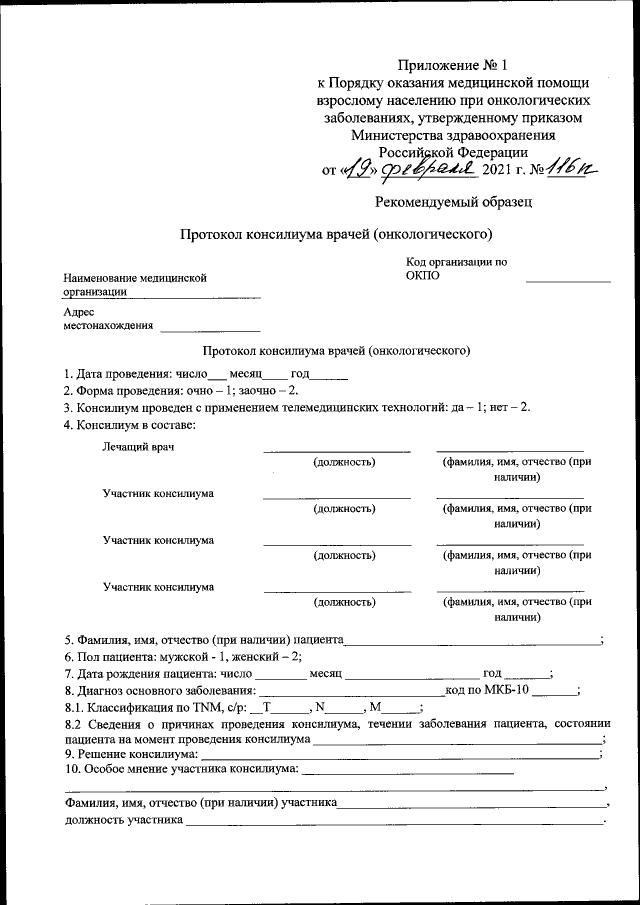 Приложение № 1
к Порядку оказания медицинской помощи
взрослому населению при онкологических
заболеваниях, утвержденному приказом
Министерства здравоохранения
Российской Федерации
от «19» февраля 2021 г. № 116н
Рекомендуемый образец
Протокол консилиума врачей (онкологического)
Код организации по
ОКПО ____________
Наименование медицинской
организации ____________
Адрес
местонахождения ____________
Протокол консилиума врачей (онкологического)
1. Дата проведения: число___ месяц____ год______
2. Форма проведения: очно – 1; заочно – 2.
3. Консилиум проведен с применением телемедицинских технологий: да – 1; нет – 2.
4. Консилиум в составе:
Лечащий врач ____________ ____________
(должность) (фамилия, имя, отчество (при
наличии)
Участник консилиума ____________ ____________
(должность) (фамилия, имя, отчество (при
наличии)
Участник консилиума ____________ ____________
(должность) (фамилия, имя, отчество (при
наличии)
Участник консилиума ____________ ____________
(должность) (фамилия, имя, отчество (при
наличии)
5. Фамилия, имя, отчество (при наличии) пациента____________;
6. Пол пациента: мужской - 1, женский – 2;
7. Дата рождения пациента: число ________ месяц ____________ год _______;
8. Диагноз основного заболевания: ____________код по МКБ-10 _______;
8.1. Классификация по TNM, с/р: __T______, N______, M______;
8.2 Сведения о причинах проведения консилиума, течении заболевания пациента, состоянии
пациента на момент проведения консилиума ____________;
9. Решение консилиума: ____________;
10. Особое мнение участника консилиума: ____________
____________,
Фамилия, имя, отчество (при наличии) участника____________,
должность участника ____________.